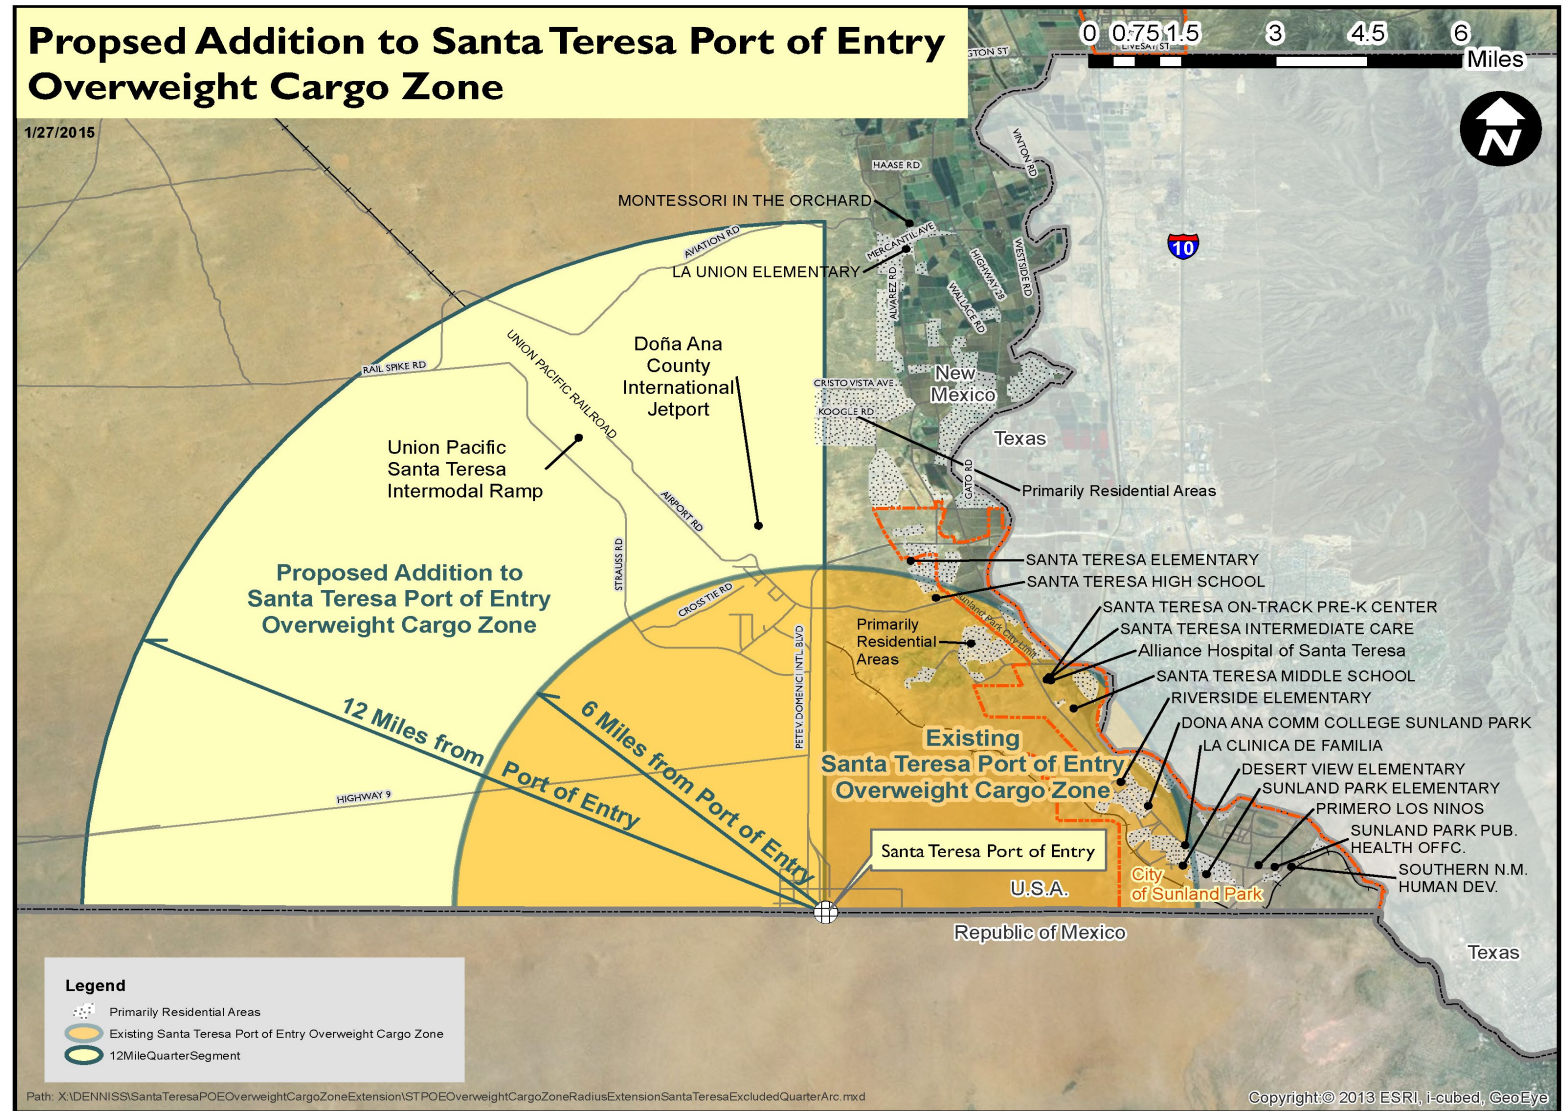 Propsed Addition to Santa Teresa Port of Entry
Overweight Cargo Zone
1/27/2015
0 0.75 1.5 3 4.5 6
Miles
LIVESAY ST
N
VINTON RD
HAASE RD
MONTESSORI IN THE ORCHARD
MERCANTIL AVE
AVIATION RD
LA UNION ELEMENTARY
ALVAREZ RD
HIGHWAY 28
WESTSIDE RD
WALLACE RD
10
UNION PACIFIC RAILROAD
RAIL SPIKE RD
Doña Ana
County
International
Jetport
New
Mexico
CRISTO VISTA AVE
KOOGLE RD
Texas
Union Pacific
Santa Teresa
Intermodal Ramp
GATO RD
Primarily Residential Areas
AIRPORT RD
STRAUSS RD
CROSS TIE RD
Proposed Addition to
Santa Teresa Port of Entry
Overweight Cargo Zone
SANTA TERESA ELEMENTARY
SANTA TERESA HIGH SCHOOL
Sunland Park City Limit
SANTA TERESA ON-TRACK PRE-K CENTER
SANTA TERESA INTERMEDIATE CARE
Alliance Hospital of Santa Teresa
Primarily
Residential
Areas
SANTA TERESA MIDDLE SCHOOL
RIVERSIDE ELEMENTARY
DONA ANA COMM COLLEGE SUNLAND PARK
LA CLINICA DE FAMILIA
DESERT VIEW ELEMENTARY
SUNLAND PARK ELEMENTARY
PRIMERO LOS NINOS
SUNLAND PARK PUB.
HEALTH OFFC.
SOUTHERN N.M.
HUMAN DEV.
PETE V. DOMENICI INTL. BLVD
12 Miles from Port of Entry
6 Miles from Port of Entry
Existing
Santa Teresa Port of Entry
Overweight Cargo Zone
HIGHWAY 9
Santa Teresa Port of Entry
City
of Sunland Park
U.S.A.
Republic of Mexico
Texas
Legend
Primarily Residential Areas
Existing Santa Teresa Port of Entry Overweight Cargo Zone
12MileQuarterSegment
Path: X:\DENNISS\SantaTeresaPOEOverweightCargoZoneExtension\STPOEOverweightCargoZoneRadiusExtensionSantaTeresaExcludedQuarterArc.mxd
Copyright:© 2013 ESRI, i-cubed, GeoEye